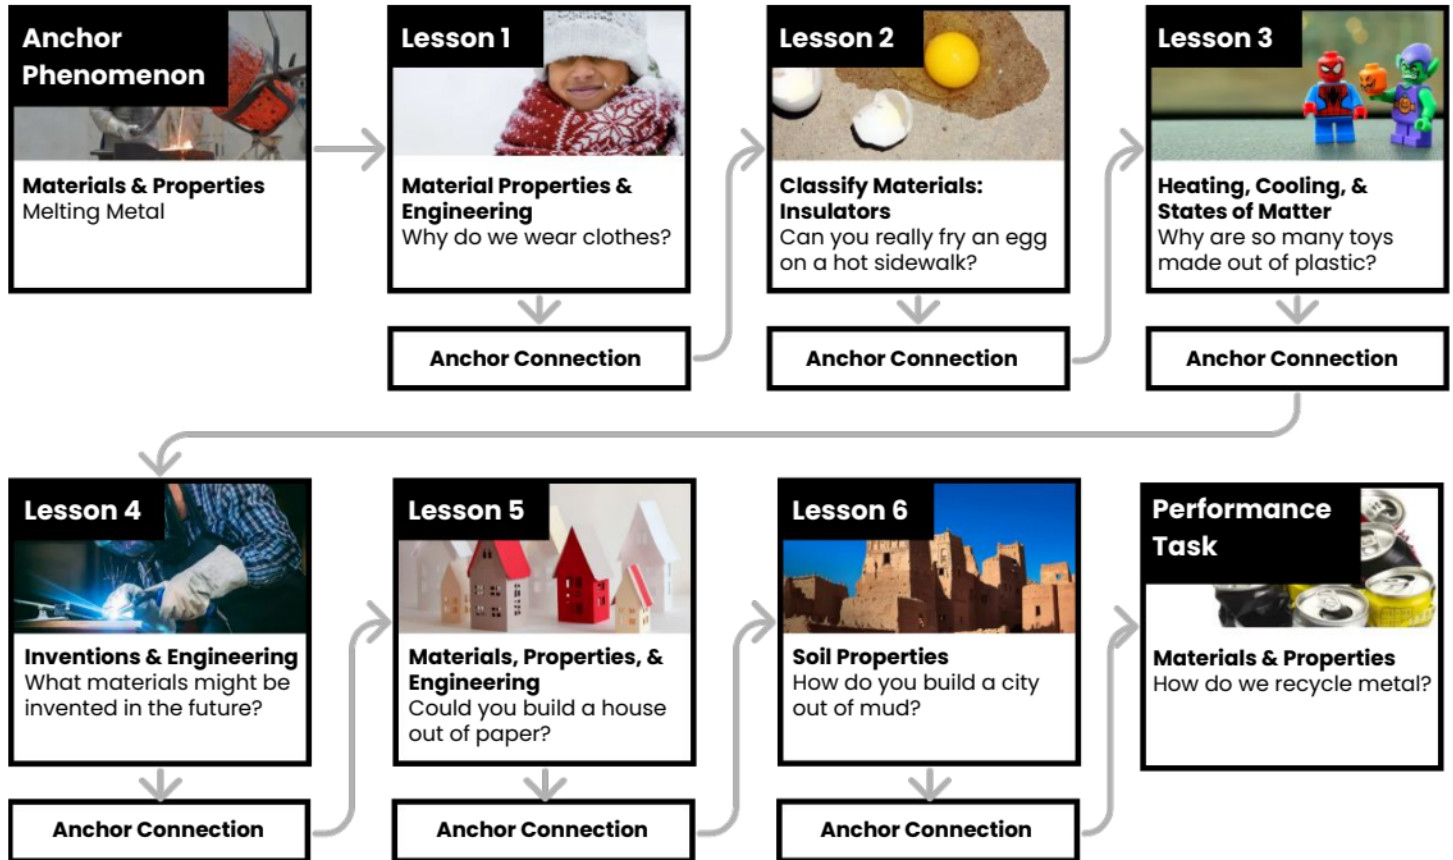 Anchor
Phenomenon
Materials & Properties
Melting Metal
Lesson 1
Material Properties &
Engineering
Why do we wear clothes?
Anchor Connection
Lesson 2
Classify Materials:
Insulators
Can you really fry an egg
on a hot sidewalk?
Anchor Connection
Lesson 3
Heating, Cooling, &
States of Matter
Why are so many toys
made out of plastic?
Anchor Connection
Lesson 4
Inventions & Engineering
What materials might be
invented in the future?
Anchor Connection
Lesson 5
Materials, Properties, &
Engineering
Could you build a house
out of paper?
Anchor Connection
Lesson 6
Soil Properties
How do you build a city
out of mud?
Anchor Connection
Performance
Task
Materials & Properties
How do we recycle metal?